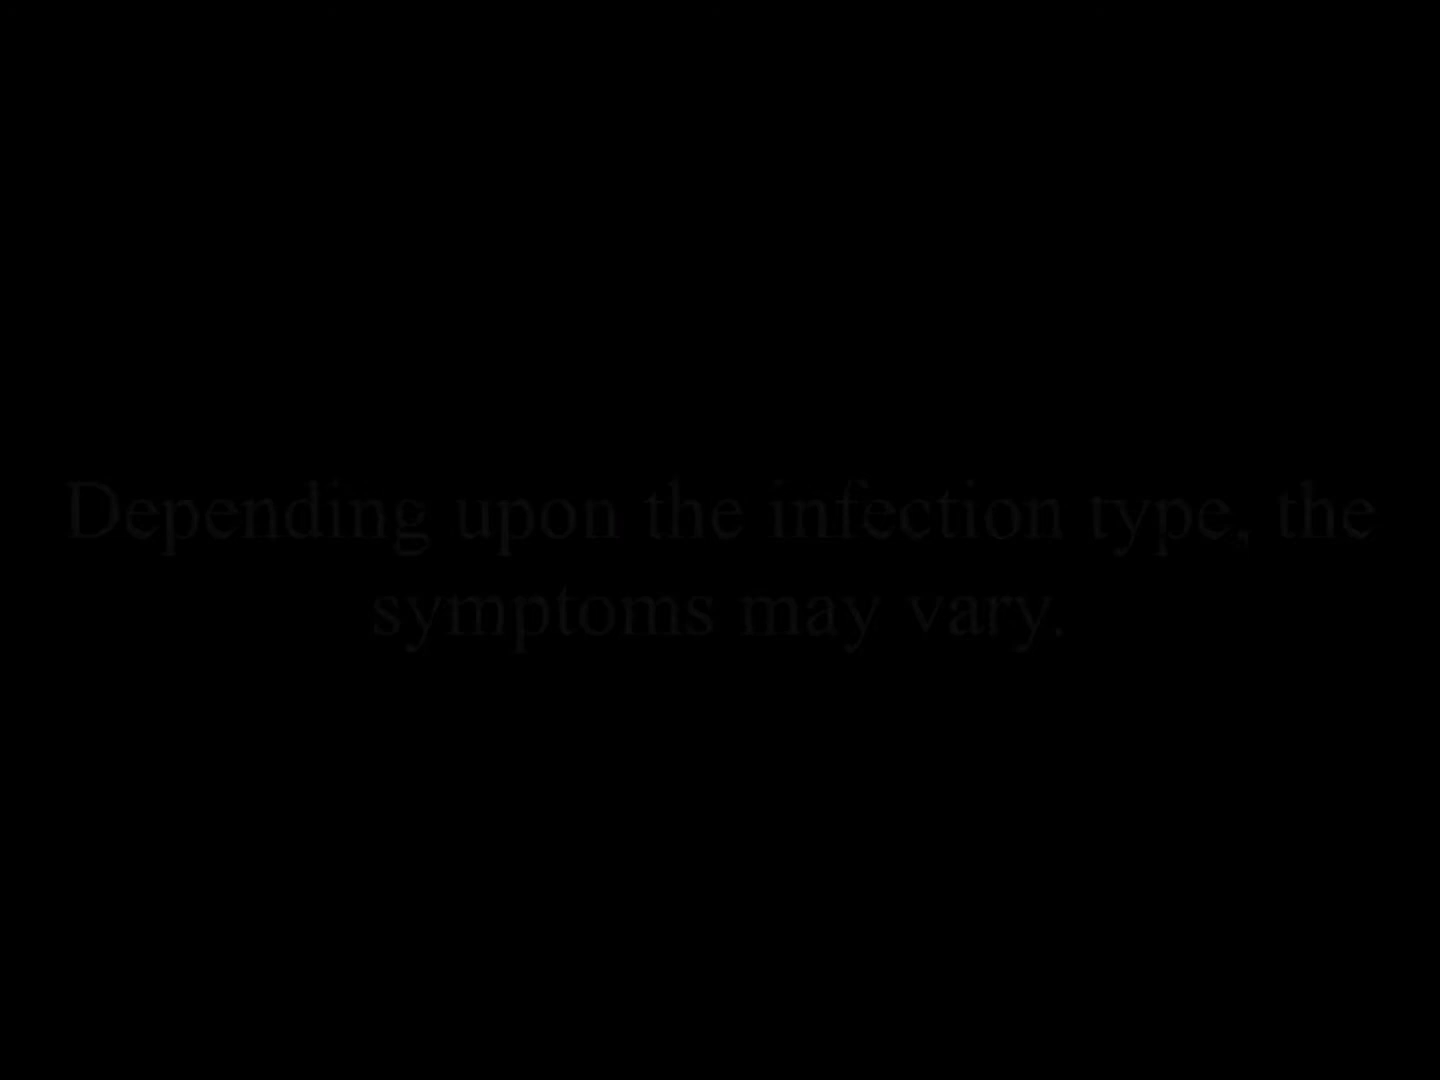 Depending upon the infection type, the
symptoms may vary.